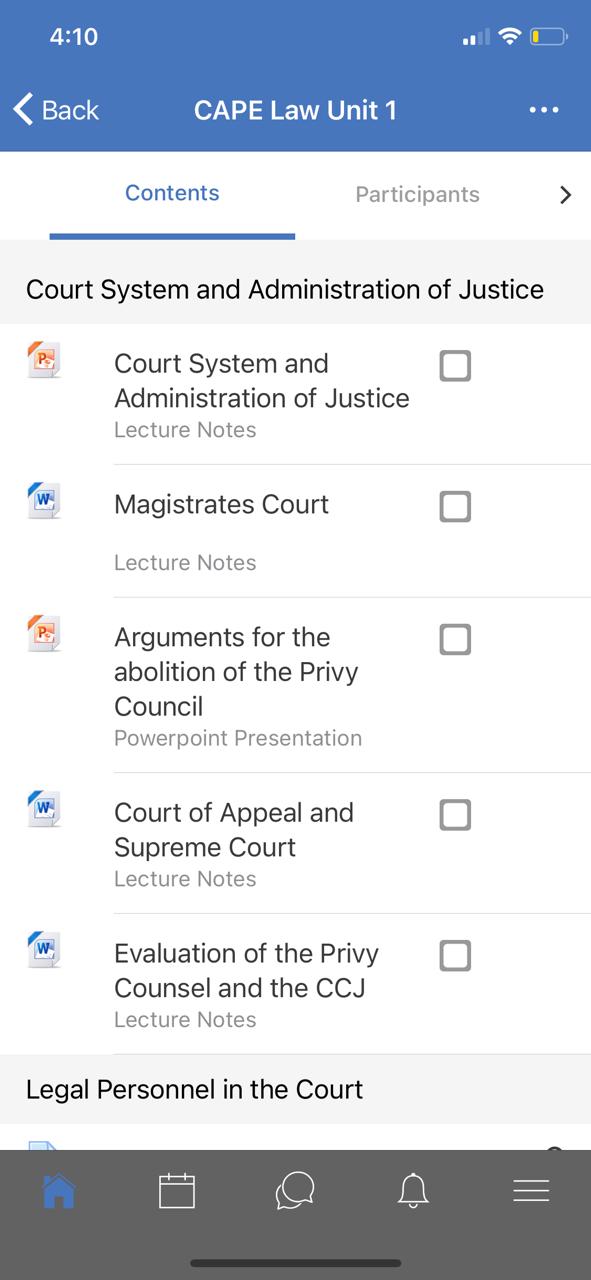 4:10
Back
CAPE Law Unit 1
Contents
Participants
Court System and Administration of Justice
Court System and
Administration of Justice
Lecture Notes
Magistrates Court
Lecture Notes
Arguments for the
abolition of the Privy
Council
Powerpoint Presentation
Court of Appeal and
Supreme Court
Lecture Notes
Evaluation of the Privy
Counsel and the CCJ
Lecture Notes
Legal Personnel in the Court